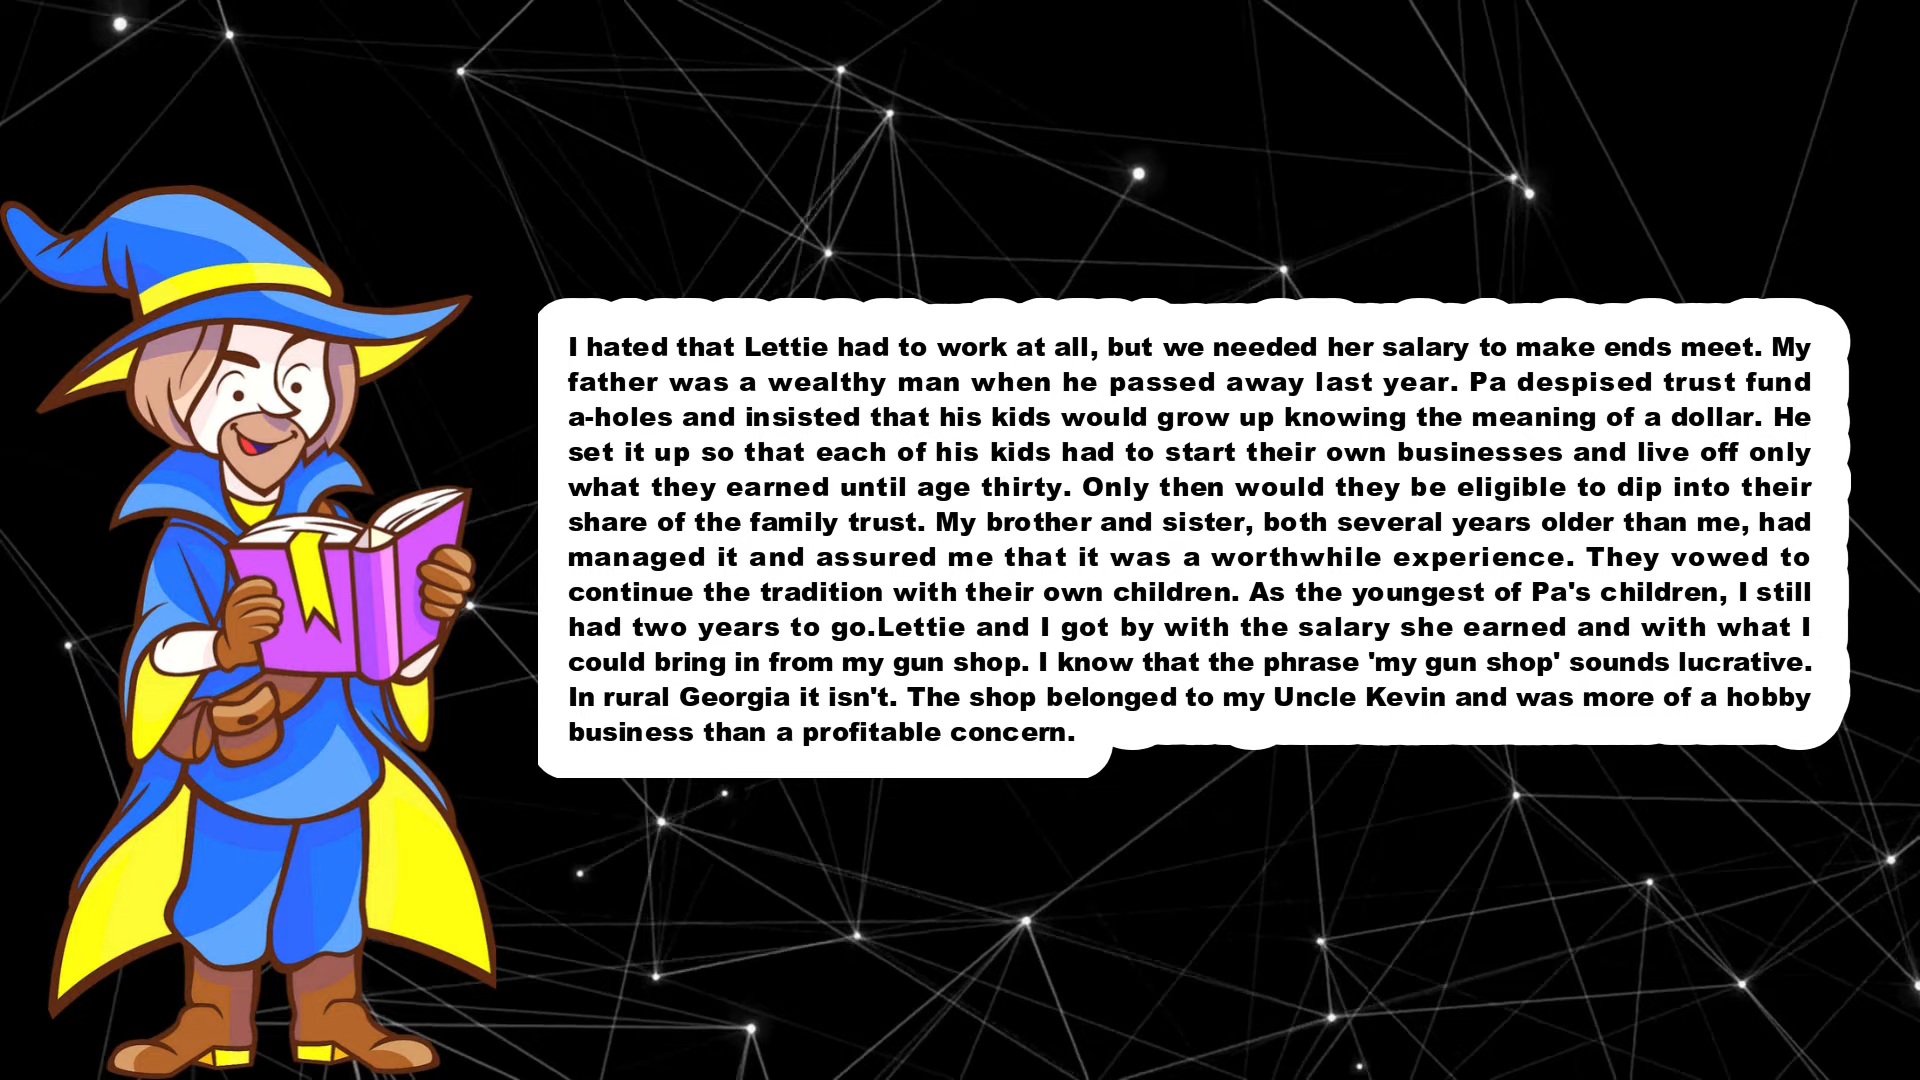 I hated that Lettie had to work at all, but we needed her salary to make ends meet. My
father was a wealthy man when he passed away last year. Pa despised trust fund
a-holes and insisted that his kids would grow up knowing the meaning of a dollar. He
set it up so that each of his kids had to start their own businesses and live off only
what they earned until age thirty. Only then would they be eligible to dip into their
share of the family trust. My brother and sister, both several years older than me, had
managed it and assured me that it was a worthwhile experience. They vowed to
continue the tradition with their own children. As the youngest of Pa's children, I still
had two years to go.Lettie and I got by with the salary she earned and with what I
could bring in from my gun shop. I know that the phrase 'my gun shop' sounds lucrative.
In rural Georgia it isn't. The shop belonged to my Uncle Kevin and was more of a hobby
business than a profitable concern.